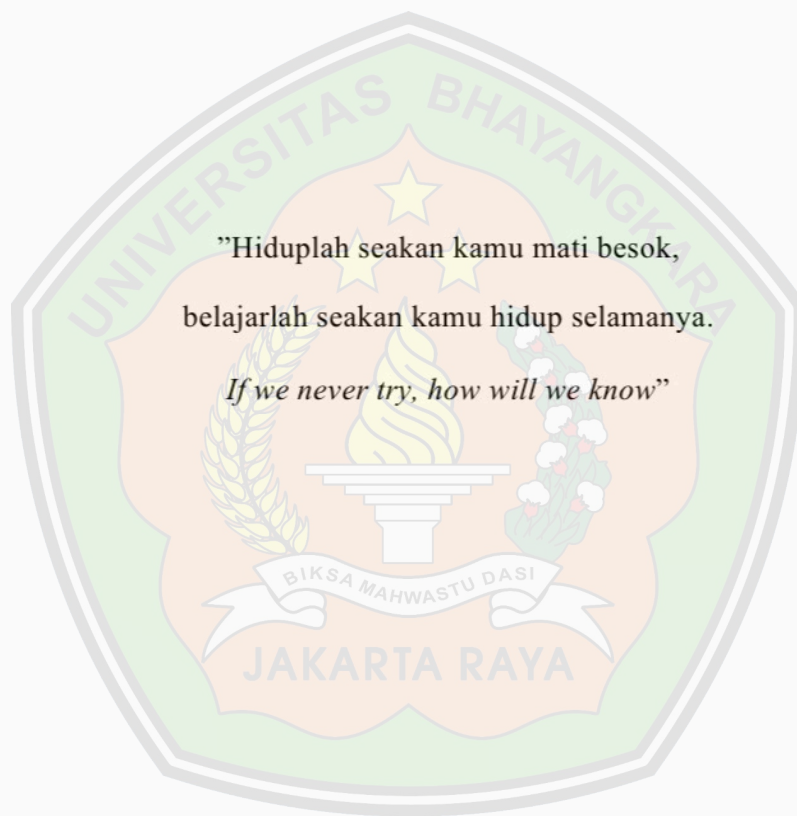 UNIVERSITAS BHAYANGKARA
”Hiduplah seakan kamu mati besok,
belajarlah seakan kamu hidup selamanya.
If we never try, how will we know”
BIKSA MAHWASTU DASI
JAKARTA RAYA